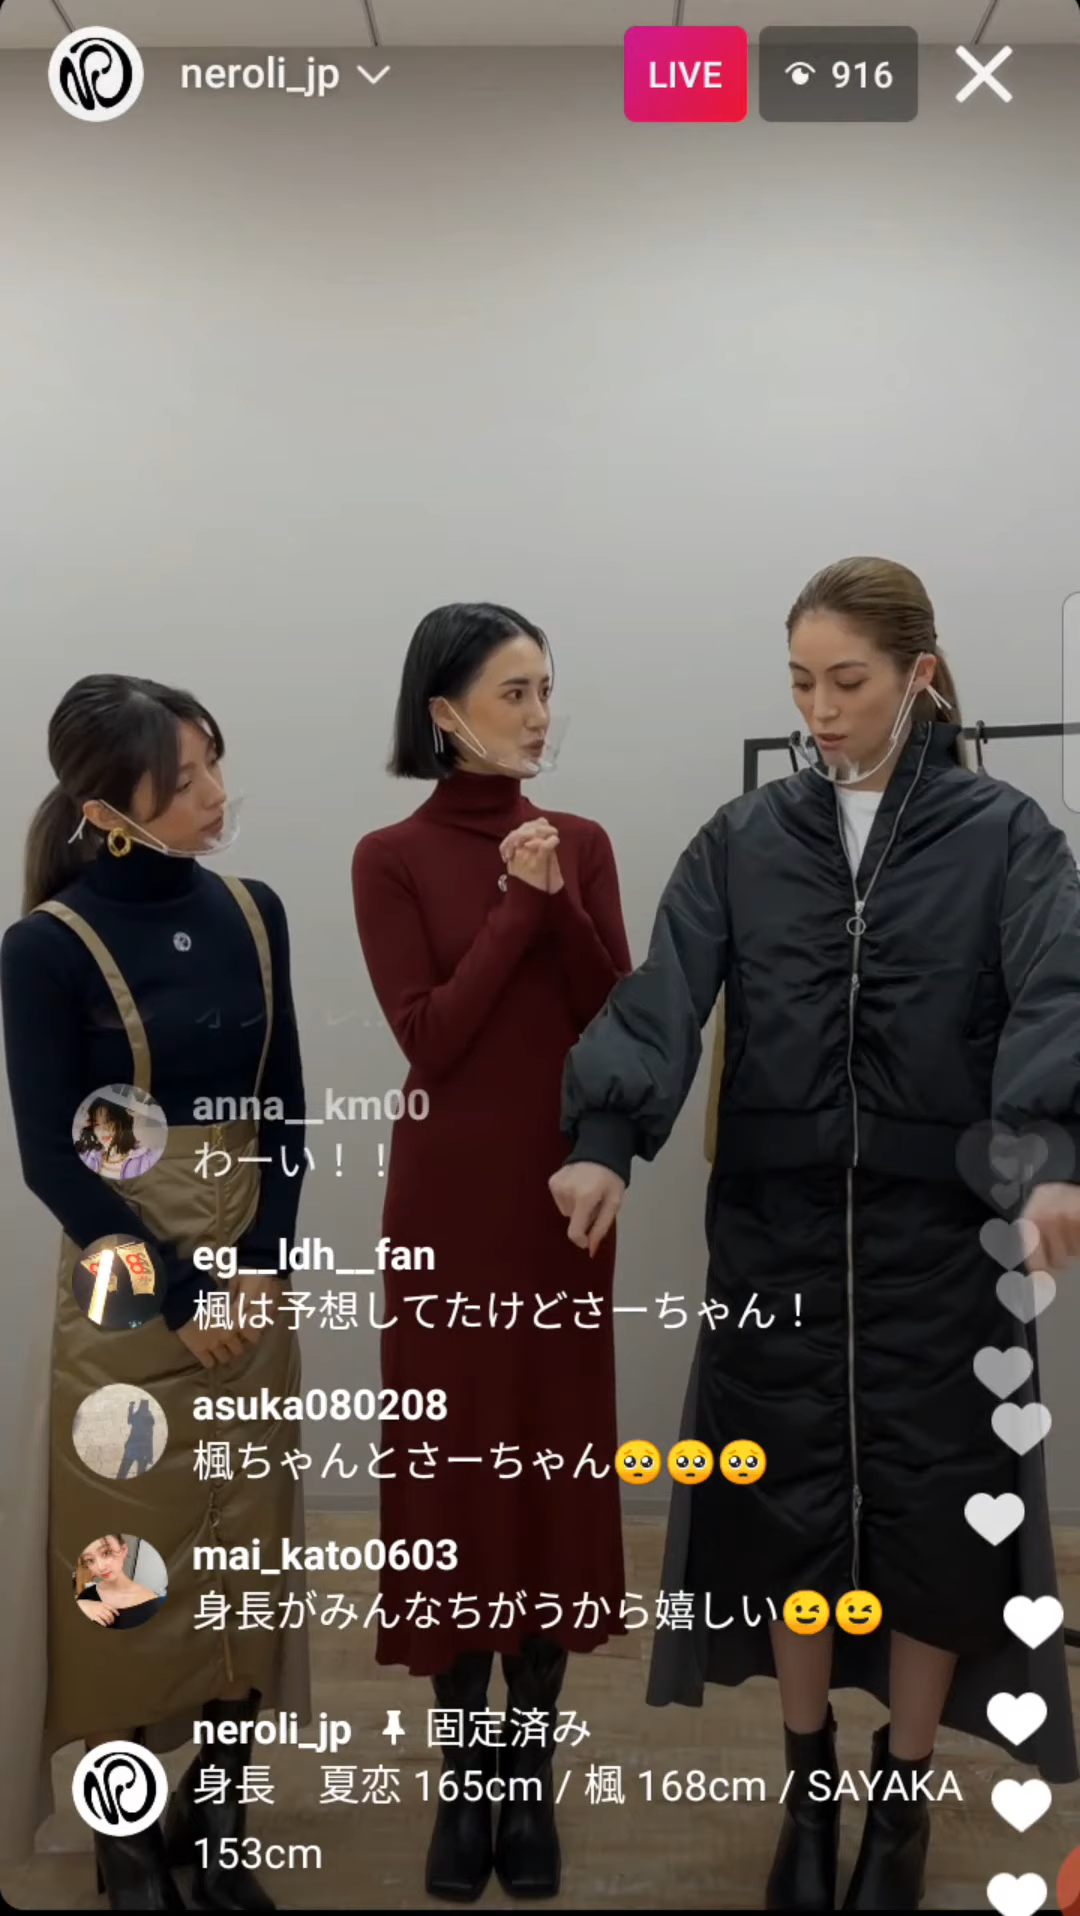 neroli_jp
LIVE
916
anna__km00
わーい！！
eg__ldh__fan
楓は予想してたけどさーちゃん！
asuka080208
楓ちゃんとさーちゃん🥺🥺🥺
mai_kato0603
身長がみんなちがうから嬉しい😉😉
neroli_jp 固定済み
身長　夏恋 165cm / 楓 168cm / SAYAKA
153cm